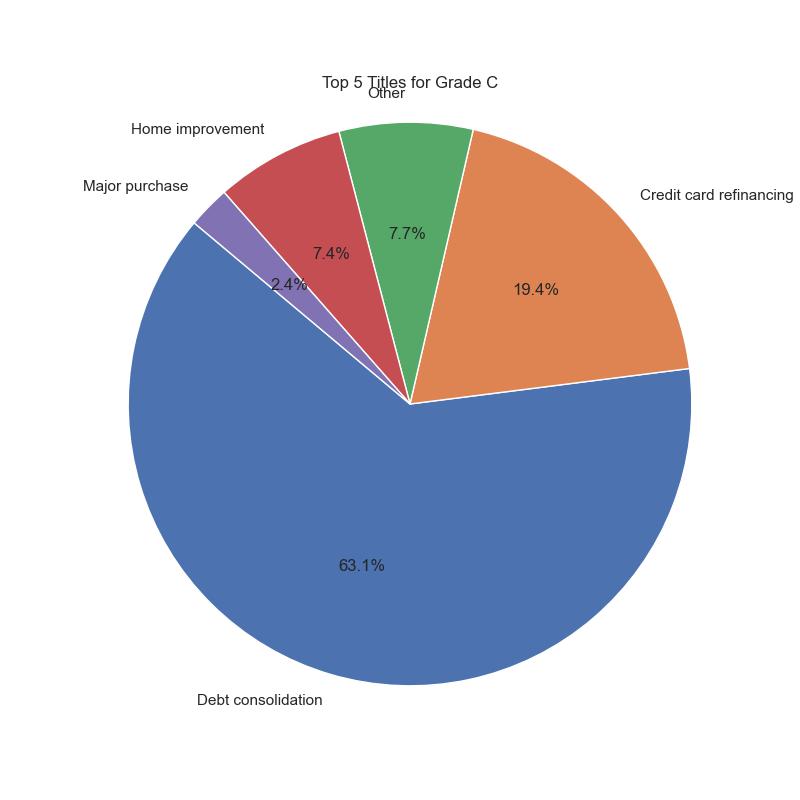 Top 5 Titles for Grade C
Other
Home improvement
Major purchase
Credit card refinancing
7.7%
7.4%
2.4%
19.4%
63.1%
Debt consolidation